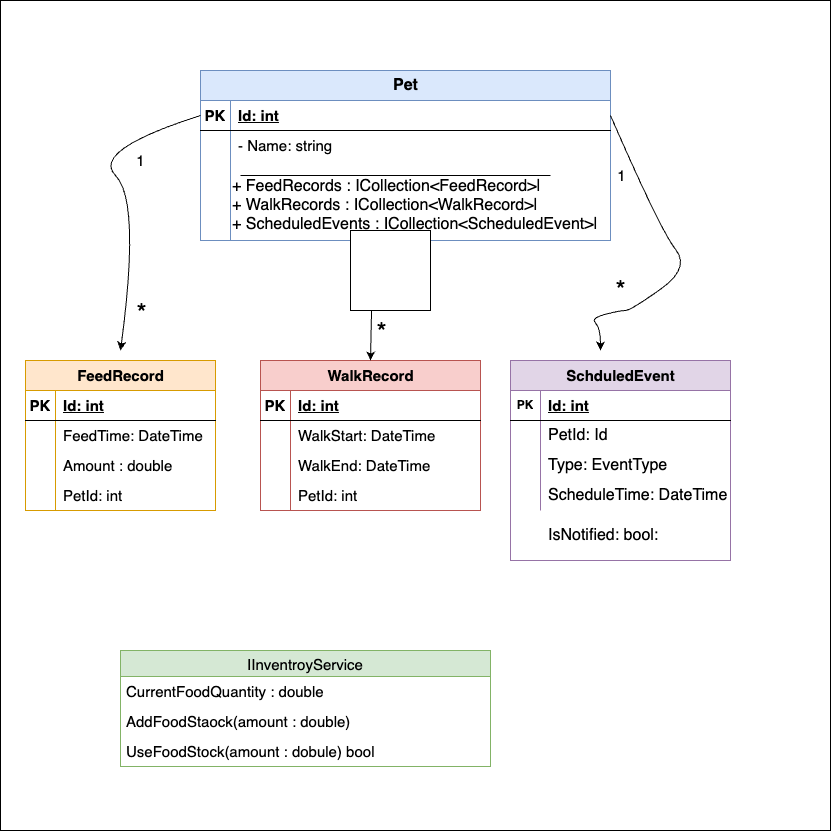 Pet
PK Id: int
- Name: string
+ FeedRecords : ICollection<FeedRecord>l
+ WalkRecords : ICollection<WalkRecord>l
+ ScheduledEvents : ICollection<ScheduledEvent>l
1
1
*
*
*
FeedRecord
PK Id: int
FeedTime: DateTime
Amount : double
PetId: int
WalkRecord
PK Id: int
WalkStart: DateTime
WalkEnd: DateTime
PetId: int
SchduledEvent
PK Id: int
PetId: Id
Type: EventType
ScheduleTime: DateTime
IsNotified: bool:
IInventroyService
CurrentFoodQuantity : double
AddFoodStaock(amount : double)
UseFoodStock(amount : dobule) bool